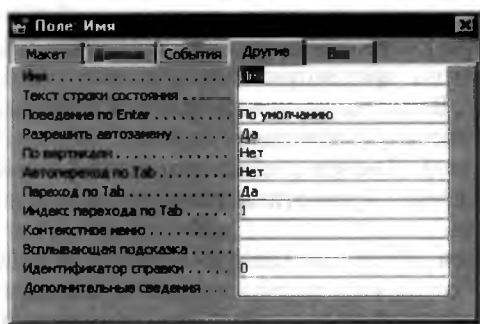 Поле: Имя
Макет События Другие
Имя . . . . . . . . . . . . . . . . . . .
Текст строки состояния . . . . .
Поведение по Enter . . . . . . . . По умолчанию
Разрешить автозамену . . . . . Да
По вертикали . . . . . . . . . . . . Нет
Автопереход по Tab . . . . . . . Нет
Переход по Tab . . . . . . . . . . . Да
Индекс перехода по Tab . . . . . 1
Контекстное меню . . . . . . . . .
Всплывающая подсказка . . . . .
Идентификатор справки . . . . . 0
Дополнительные сведения . . .